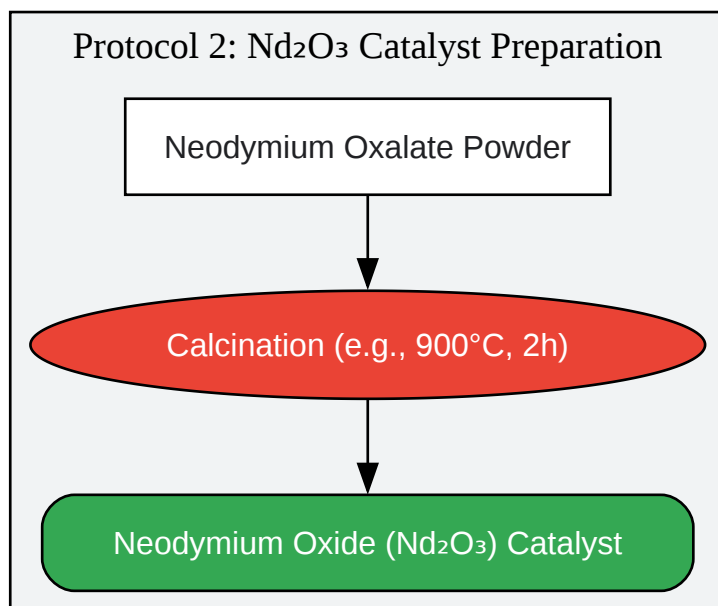 Protocol 2: Nd₂O₃ Catalyst Preparation
Neodymium Oxalate Powder
Calcination (e.g., 900°C, 2h)
Neodymium Oxide (Nd₂O₃) Catalyst